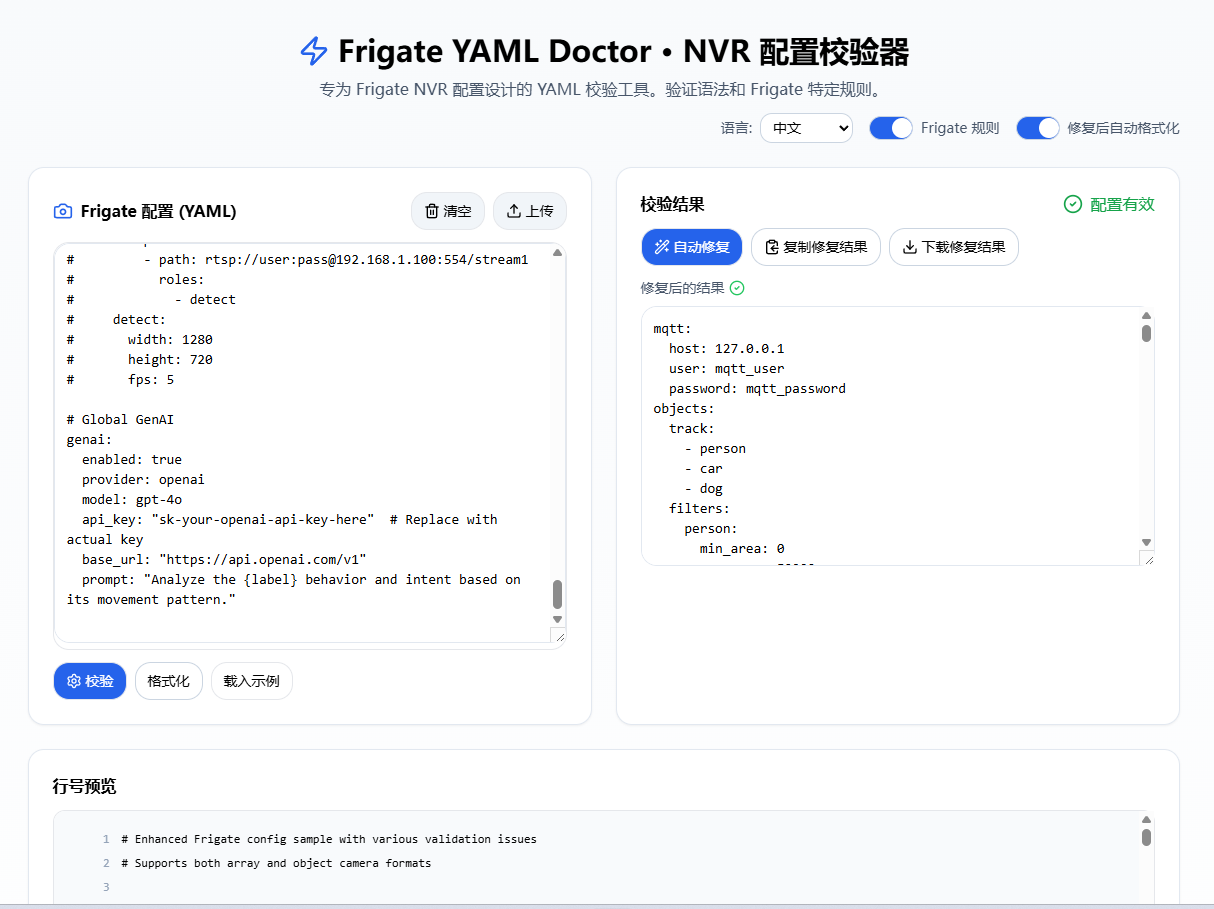 Frigate YAML Doctor • NVR 配置校验器
专为 Frigate NVR 配置设计的 YAML 校验工具。验证语法和 Frigate 特定规则。
语言: 中文 Frigate 规则 修复后自动格式化
Frigate 配置 (YAML) 清空 上传
#         - path: rtsp://user:pass@192.168.1.100:554/stream1
#           roles:
#             - detect
#     detect:
#       width: 1280
#       height: 720
#       fps: 5
# Global GenAI
genai:
  enabled: true
  provider: openai
  model: gpt-4o
  api_key: "sk-your-openai-api-key-here"  # Replace with
actual key
  base_url: "https://api.openai.com/v1"
  prompt: "Analyze the {label} behavior and intent based on
its movement pattern."
校验 格式化 载入示例
校验结果 配置有效
自动修复 复制修复结果 下载修复结果
修复后的结果
mqtt:
  host: 127.0.0.1
  user: mqtt_user
  password: mqtt_password
objects:
  track:
    - person
    - car
    - dog
  filters:
    person:
      min_area: 0
行号预览
1 # Enhanced Frigate config sample with various validation issues
2 # Supports both array and object camera formats
3